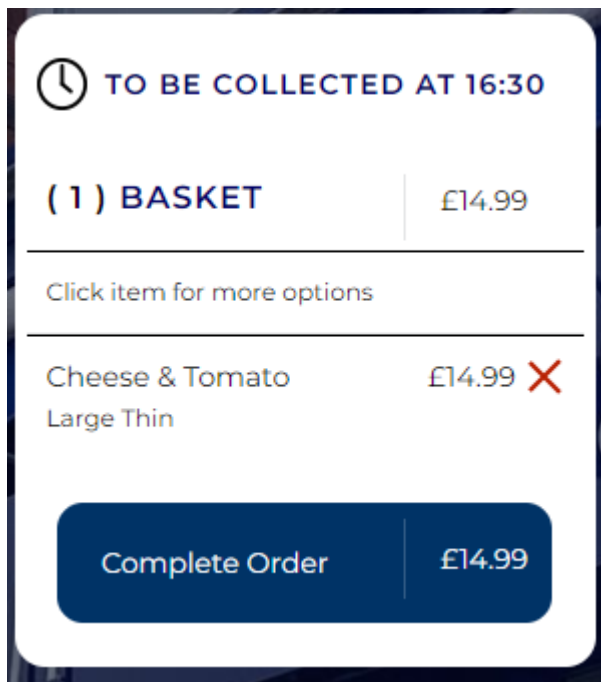 TO BE COLLECTED AT 16:30
( 1 ) BASKET £14.99
Click item for more options
Cheese & Tomato £14.99
Large Thin
Complete Order £14.99